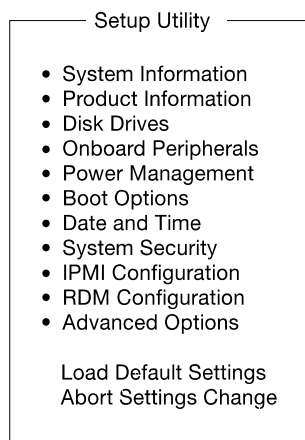 Setup Utility
• System Information
• Product Information
• Disk Drives
• Onboard Peripherals
• Power Management
• Boot Options
• Date and Time
• System Security
• IPMI Configuration
• RDM Configuration
• Advanced Options
Load Default Settings
Abort Settings Change